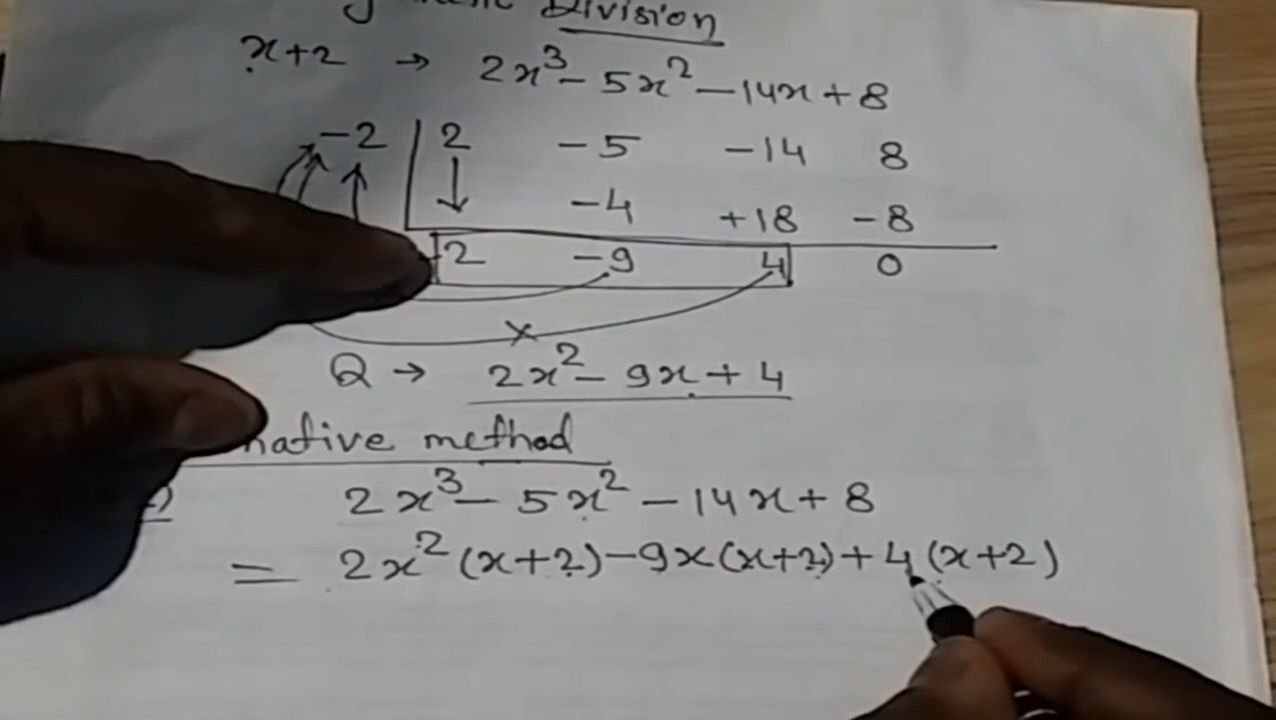 Division
x+2 → 2x³ - 5x² - 14x + 8
-2 | 2 -5 -14 8
-4 +18 -8
2 -9 4 0
Q → 2x² - 9x + 4
method
2x³ - 5x² - 14x + 8
= 2x²(x+2) - 9x(x+2) + 4(x+2)